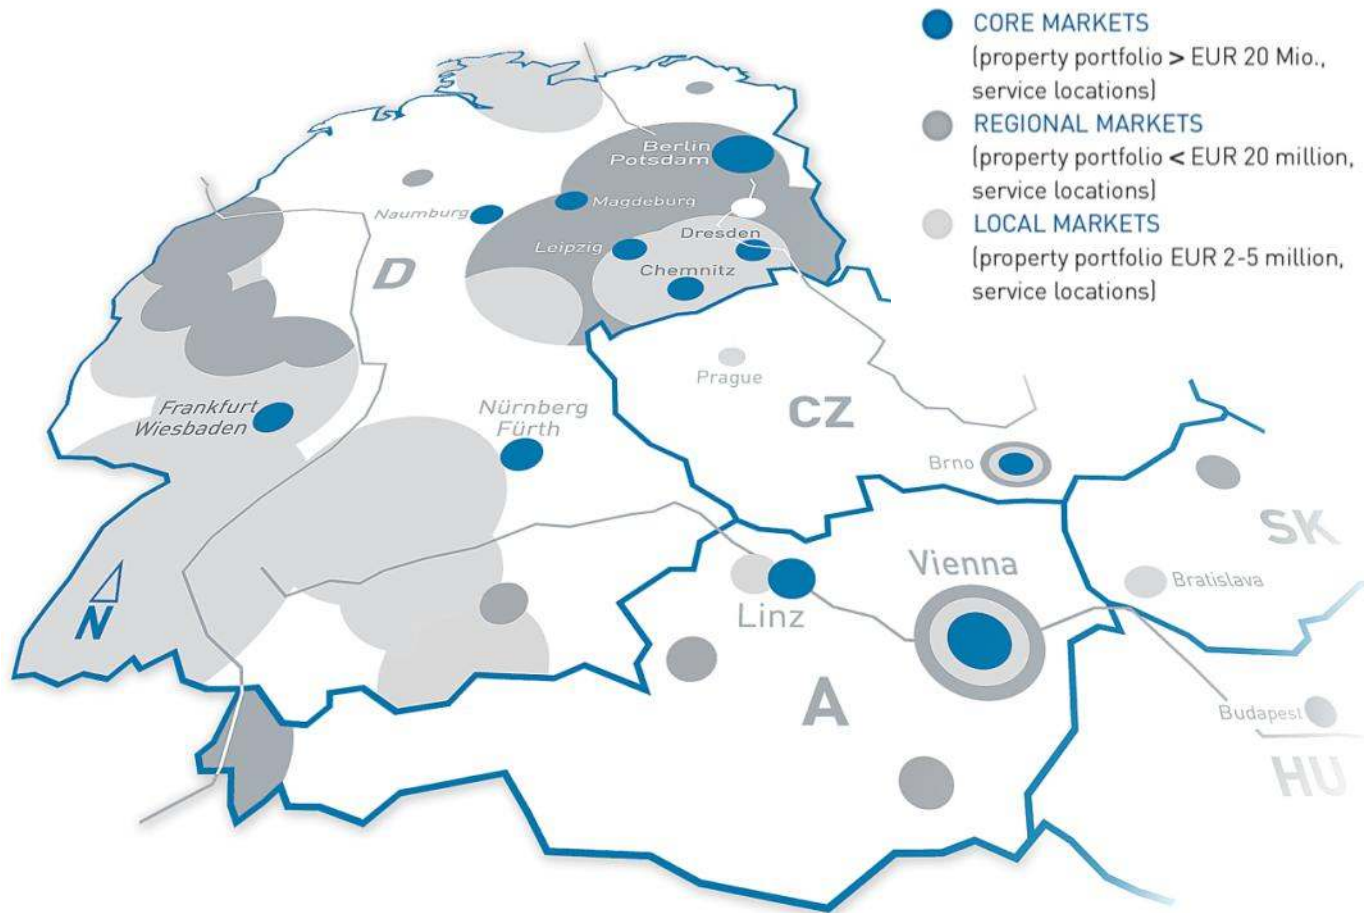 CORE MARKETS
(property portfolio > EUR 20 Mio.,
service locations)
REGIONAL MARKETS
(property portfolio < EUR 20 million,
service locations)
LOCAL MARKETS
(property portfolio EUR 2-5 million,
service locations)
Berlin
Potsdam
Magdeburg
Naumburg
Dresden
Leipzig
Chemnitz
D
Prague
CZ
Frankfurt
Wiesbaden
Nürnberg
Fürth
Brno
SK
Vienna
Bratislava
Linz
N
A
Budapest
HU